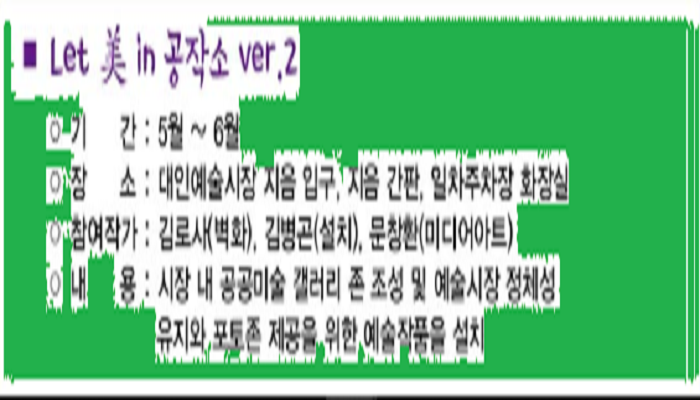 ■ Let 美 in 공작소 ver.2
○ 기 간 : 5월 ~ 6월
○ 장 소 : 대인예술시장 지음 입구, 지음 간판, 일차주차장 화장실
○ 참여작가 : 김로사(벽화), 김병곤(설치), 문창환(미디어아트)
○ 내 용 : 시장 내 공공미술 갤러리 존 조성 및 예술시장 정체성
유지와 포토존 제공을 위한 예술작품을 설치